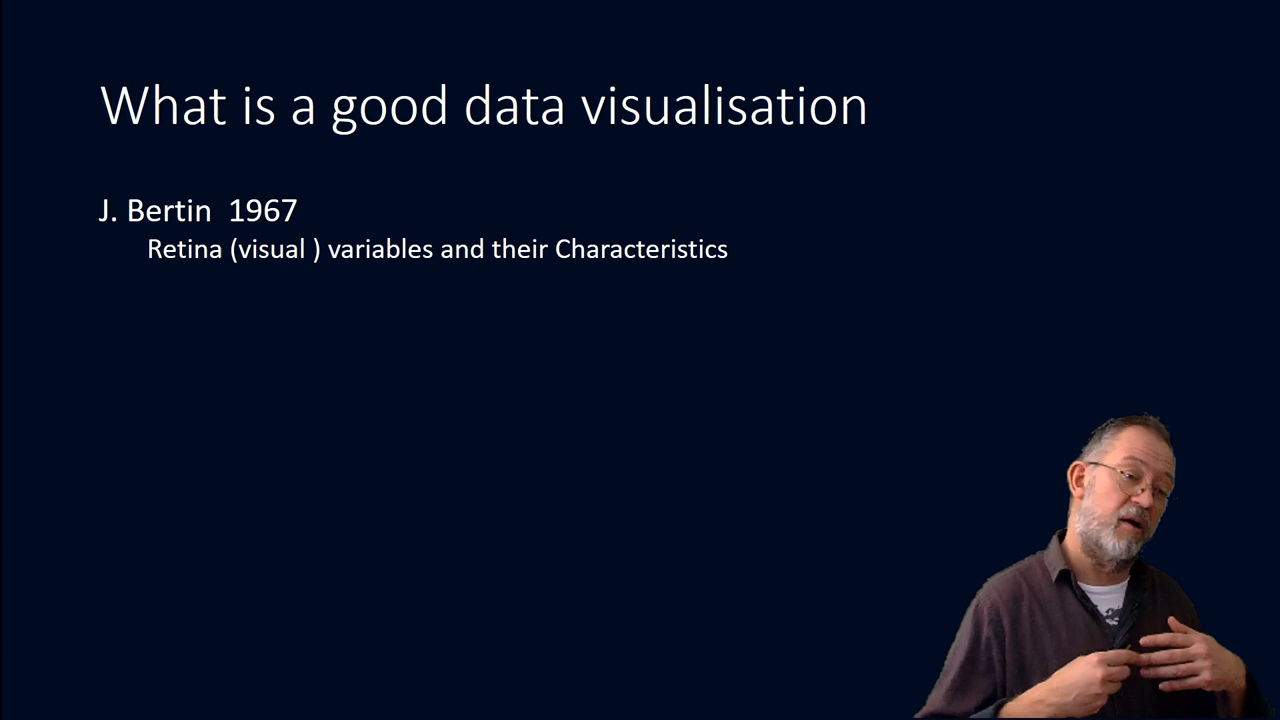 What is a good data visualisation
J. Bertin  1967
Retina (visual ) variables and their Characteristics